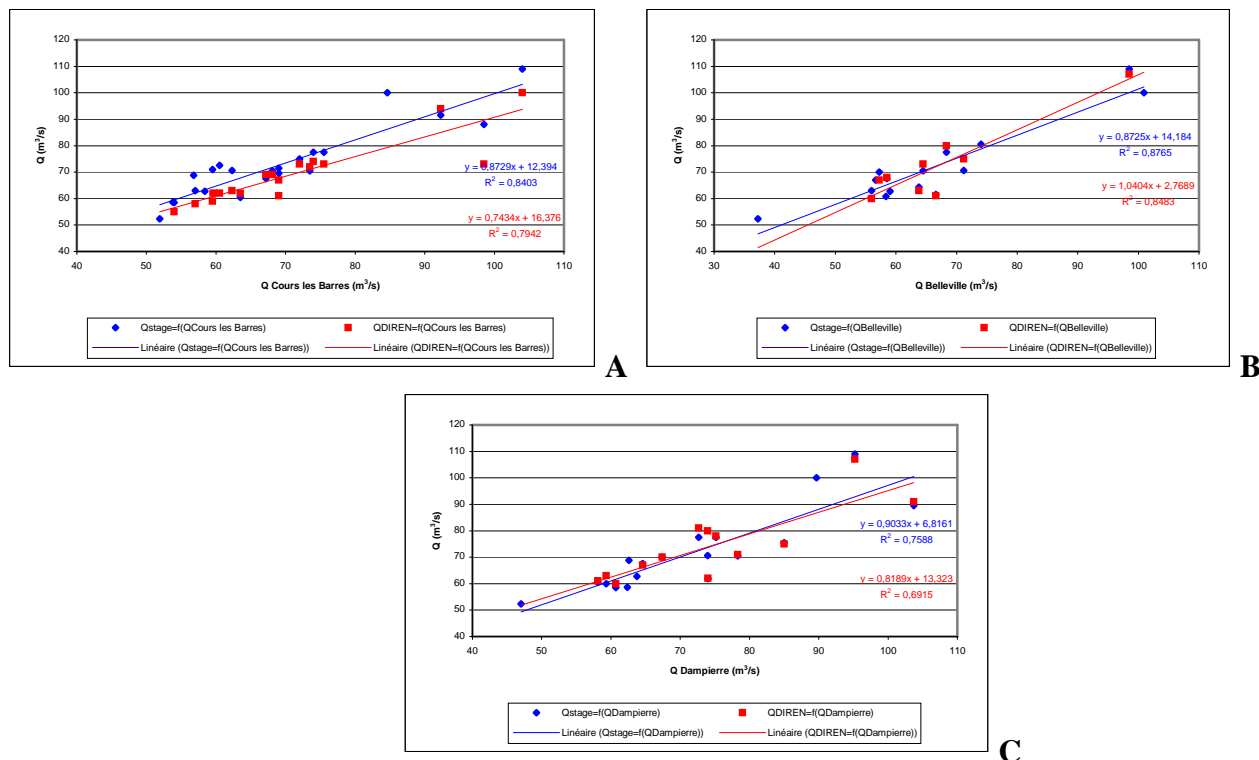 120
110
100
90
80
70
60
50
40
Q (m³/s)
y = 0,8729x + 12,394
R² = 0,8403
y = 0,7434x + 16,376
R² = 0,7942
40 50 60 70 80 90 100 110
Q Cours les Barres (m³/s)
Qstage=f(QCours les Barres) QDIREN=f(QCours les Barres)
Linéaire (Qstage=f(QCours les Barres)) Linéaire (QDIREN=f(QCours les Barres))
A
120
110
100
90
80
70
60
50
40
Q (m³/s)
y = 0,8725x + 14,184
R² = 0,8765
y = 1,0404x + 2,7689
R² = 0,8483
30 40 50 60 70 80 90 100 110
Q Belleville (m³/s)
Qstage=f(QBelleville) QDIREN=f(QBelleville)
Linéaire (Qstage=f(QBelleville)) Linéaire (QDIREN=f(QBelleville))
B
120
110
100
90
80
70
60
50
40
Q (m³/s)
y = 0,9033x + 6,8161
R² = 0,7588
y = 0,8189x + 13,323
R² = 0,6915
40 50 60 70 80 90 100 110
Q Dampierre (m³/s)
Qstage=f(QDampierre) QDIREN=f(QDampierre)
Linéaire (Qstage=f(QDampierre)) Linéaire (QDIREN=f(QDampierre))
C